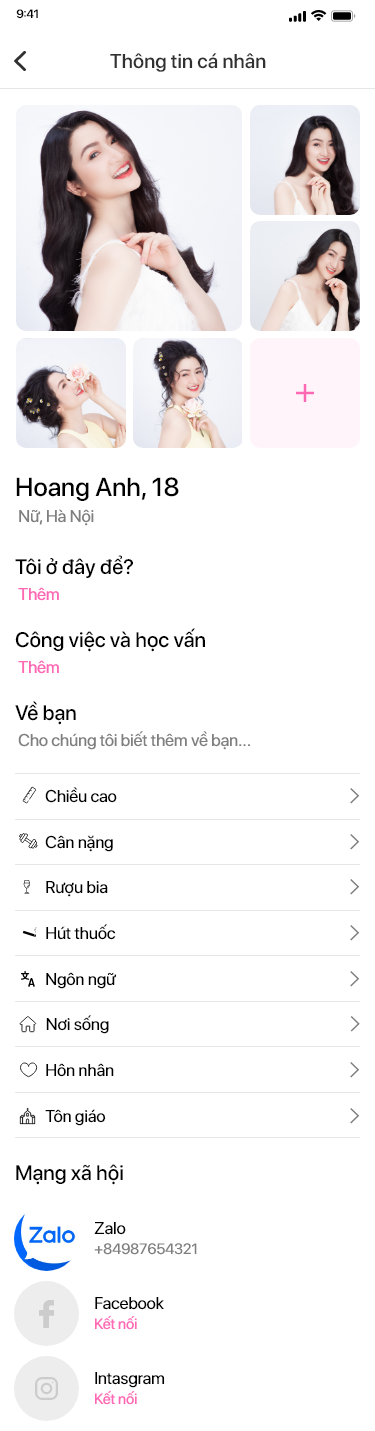 9:41
Thông tin cá nhân
Hoang Anh, 18
Nữ, Hà Nội
Tôi ở đây để?
Thêm
Công việc và học vấn
Thêm
Về bạn
Cho chúng tôi biết thêm về bạn...
Chiều cao
Cân nặng
Rượu bia
Hút thuốc
Ngôn ngữ
Nơi sống
Hôn nhân
Tôn giáo
Mạng xã hội
Zalo
Zalo
+84987654321
Facebook
Kết nối
Intasgram
Kết nối